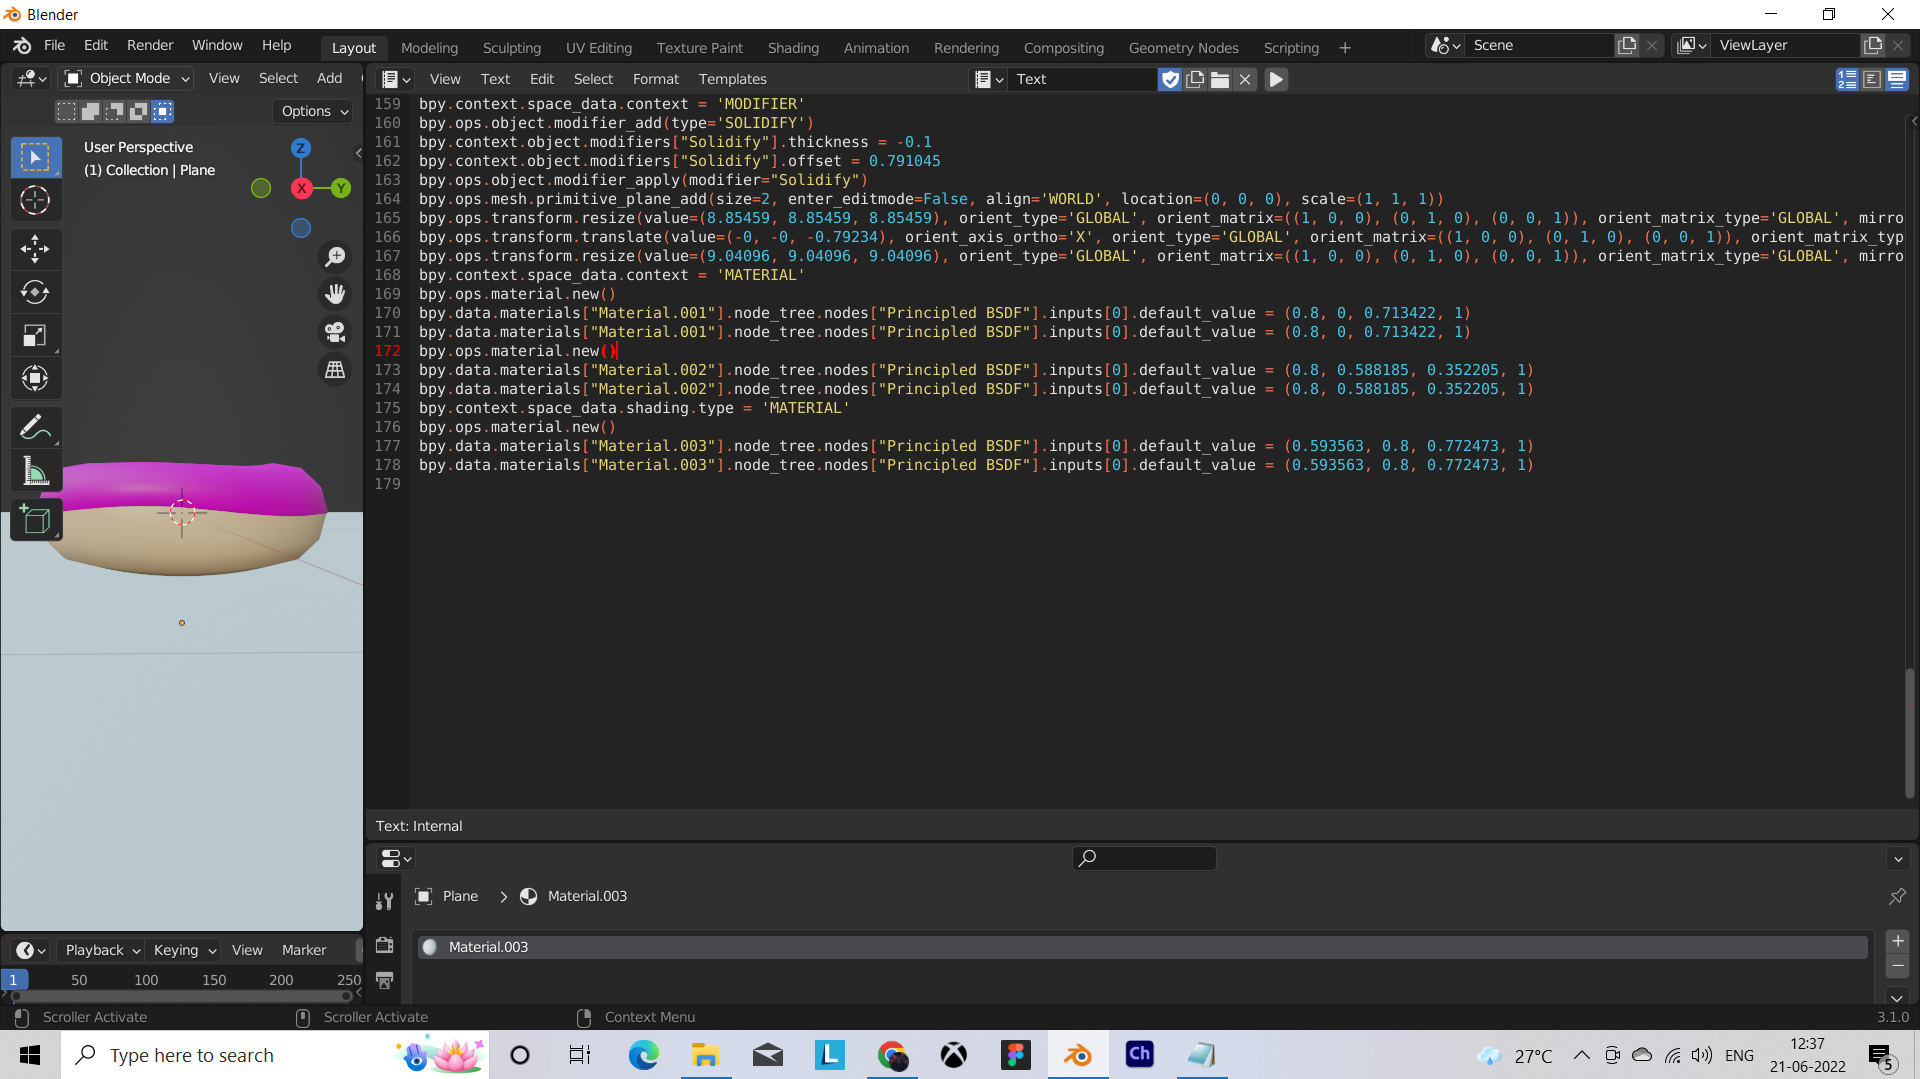 Blender
File Edit Render Window Help Layout Modeling Sculpting UV Editing Texture Paint Shading Animation Rendering Compositing Geometry Nodes Scripting + Scene ViewLayer
Object Mode View Select Add
View Text Edit Select Format Templates Text
Options
User Perspective
(1) Collection | Plane
Z
X
Y
159 bpy.context.space_data.context = 'MODIFIER'
160 bpy.ops.object.modifier_add(type='SOLIDIFY')
161 bpy.context.object.modifiers["Solidify"].thickness = -0.1
162 bpy.context.object.modifiers["Solidify"].offset = 0.791045
163 bpy.ops.object.modifier_apply(modifier="Solidify")
164 bpy.ops.mesh.primitive_plane_add(size=2, enter_editmode=False, align='WORLD', location=(0, 0, 0), scale=(1, 1, 1))
165 bpy.ops.transform.resize(value=(8.85459, 8.85459, 8.85459), orient_type='GLOBAL', orient_matrix=((1, 0, 0), (0, 1, 0), (0, 0, 1)), orient_matrix_type='GLOBAL', mirro
166 bpy.ops.transform.translate(value=(-0, -0, -0.79234), orient_axis_ortho='X', orient_type='GLOBAL', orient_matrix=((1, 0, 0), (0, 1, 0), (0, 0, 1)), orient_matrix_typ
167 bpy.ops.transform.resize(value=(9.04096, 9.04096, 9.04096), orient_type='GLOBAL', orient_matrix=((1, 0, 0), (0, 1, 0), (0, 0, 1)), orient_matrix_type='GLOBAL', mirro
168 bpy.context.space_data.context = 'MATERIAL'
169 bpy.ops.material.new()
170 bpy.data.materials["Material.001"].node_tree.nodes["Principled BSDF"].inputs[0].default_value = (0.8, 0, 0.713422, 1)
171 bpy.data.materials["Material.001"].node_tree.nodes["Principled BSDF"].inputs[0].default_value = (0.8, 0, 0.713422, 1)
172 bpy.ops.material.new()
173 bpy.data.materials["Material.002"].node_tree.nodes["Principled BSDF"].inputs[0].default_value = (0.8, 0.588185, 0.352205, 1)
174 bpy.data.materials["Material.002"].node_tree.nodes["Principled BSDF"].inputs[0].default_value = (0.8, 0.588185, 0.352205, 1)
175 bpy.context.space_data.shading.type = 'MATERIAL'
176 bpy.ops.material.new()
177 bpy.data.materials["Material.003"].node_tree.nodes["Principled BSDF"].inputs[0].default_value = (0.593563, 0.8, 0.772473, 1)
178 bpy.data.materials["Material.003"].node_tree.nodes["Principled BSDF"].inputs[0].default_value = (0.593563, 0.8, 0.772473, 1)
179
Text: Internal
Plane > Material.003
Material.003
Playback Keying View Marker
1 50 100 150 200 250
Scroller Activate Scroller Activate Context Menu 3.1.0
Type here to search
L
Ch
27°C ENG
12:37
21-06-2022
5